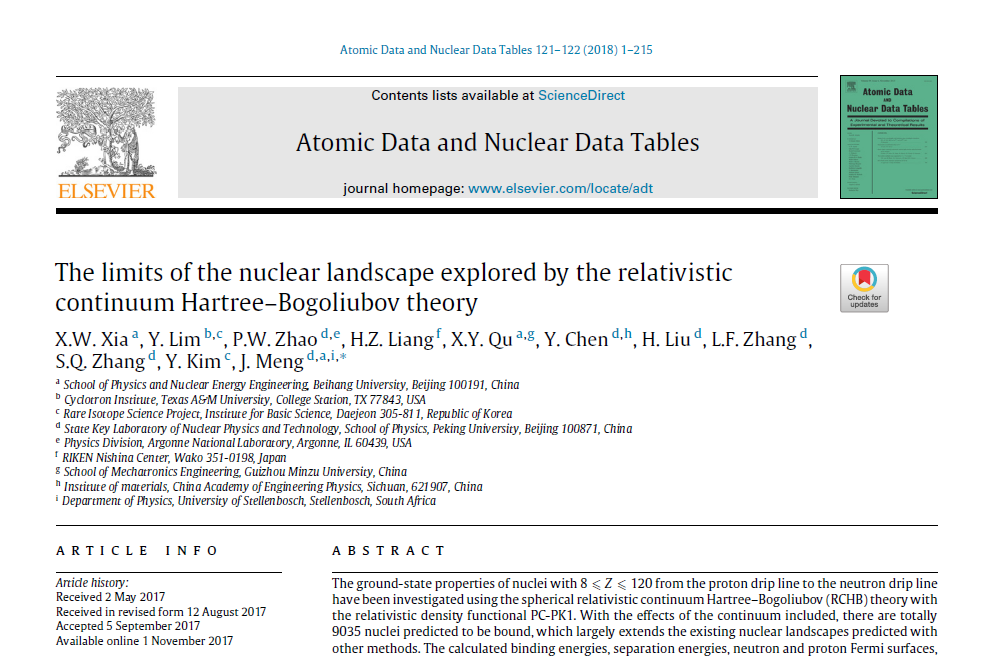 Atomic Data and Nuclear Data Tables 121–122 (2018) 1–215
Contents lists available at ScienceDirect
Atomic Data and Nuclear Data Tables
journal homepage: www.elsevier.com/locate/adt
ELSEVIER
Atomic Data
AND
Nuclear Data Tables
The limits of the nuclear landscape explored by the relativistic
continuum Hartree–Bogoliubov theory
Check for
updates
X.W. Xia a, Y. Lim b,c, P.W. Zhao d,e, H.Z. Liang f, X.Y. Qu a,g, Y. Chen d,h, H. Liu d, L.F. Zhang d,
S.Q. Zhang d, Y. Kim c, J. Meng d,a,i,*
a School of Physics and Nuclear Energy Engineering, Beihang University, Beijing 100191, China
b Cyclotron Institute, Texas A&M University, College Station, TX 77843, USA
c Rare Isotope Science Project, Institute for Basic Science, Daejeon 305-811, Republic of Korea
d State Key Laboratory of Nuclear Physics and Technology, School of Physics, Peking University, Beijing 100871, China
e Physics Division, Argonne National Laboratory, Argonne, IL 60439, USA
f RIKEN Nishina Center, Wako 351-0198, Japan
g School of Mechatronics Engineering, Guizhou Minzu University, China
h Institute of materials, China Academy of Engineering Physics, Sichuan, 621907, China
i Department of Physics, University of Stellenbosch, Stellenbosch, South Africa
ARTICLE INFO
Article history:
Received 2 May 2017
Received in revised form 12 August 2017
Accepted 5 September 2017
Available online 1 November 2017
ABSTRACT
The ground-state properties of nuclei with 8 ⩽ Z ⩽ 120 from the proton drip line to the neutron drip line
have been investigated using the spherical relativistic continuum Hartree–Bogoliubov (RCHB) theory with
the relativistic density functional PC-PK1. With the effects of the continuum included, there are totally
9035 nuclei predicted to be bound, which largely extends the existing nuclear landscapes predicted with
other methods. The calculated binding energies, separation energies, neutron and proton Fermi surfaces,